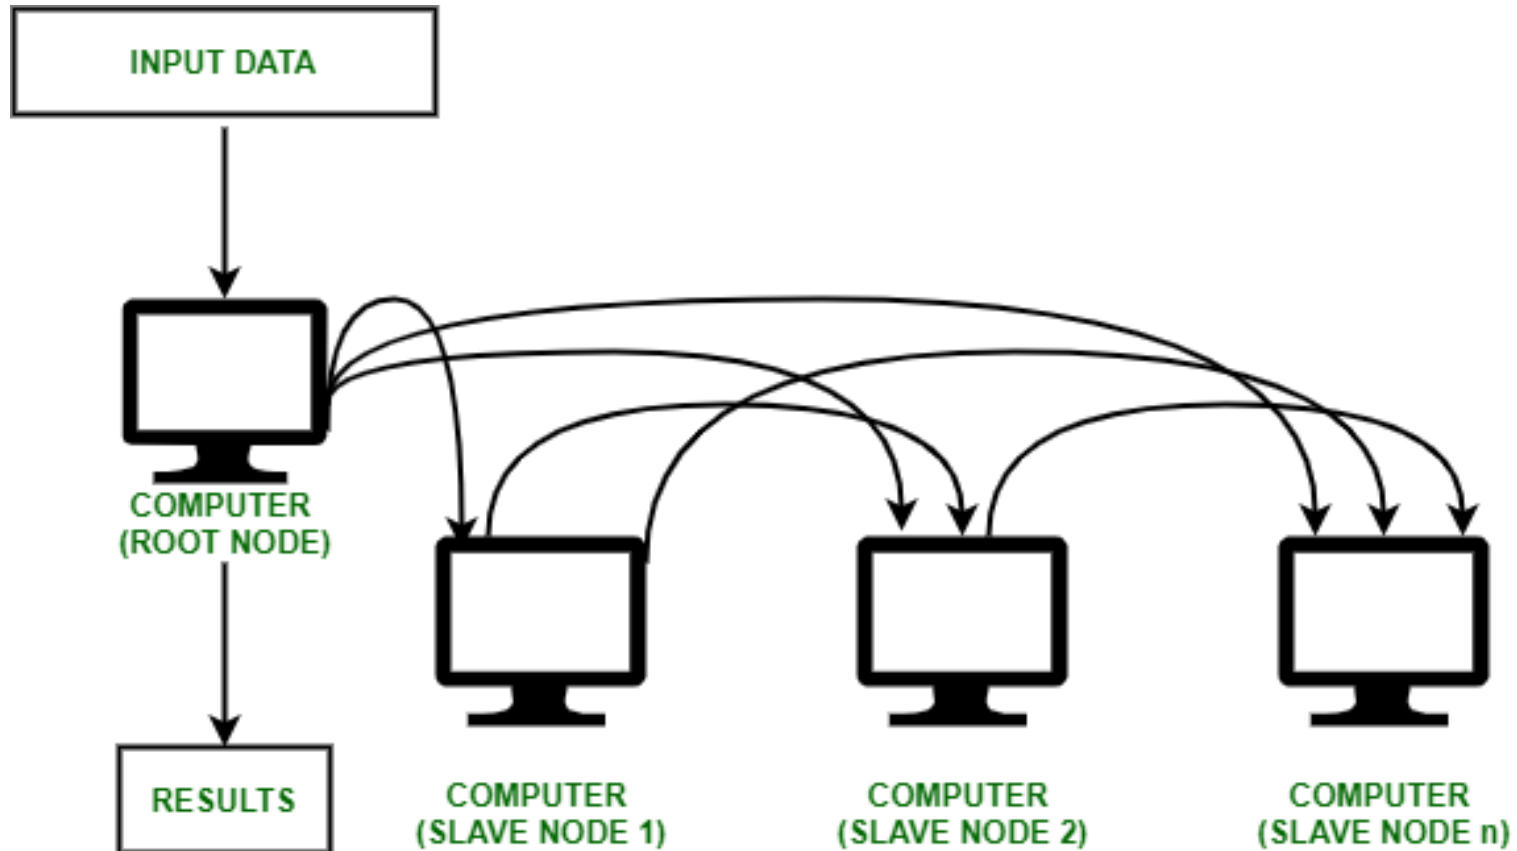 INPUT DATA
COMPUTER
(ROOT NODE)
RESULTS
COMPUTER
(SLAVE NODE 1)
COMPUTER
(SLAVE NODE 2)
COMPUTER
(SLAVE NODE n)